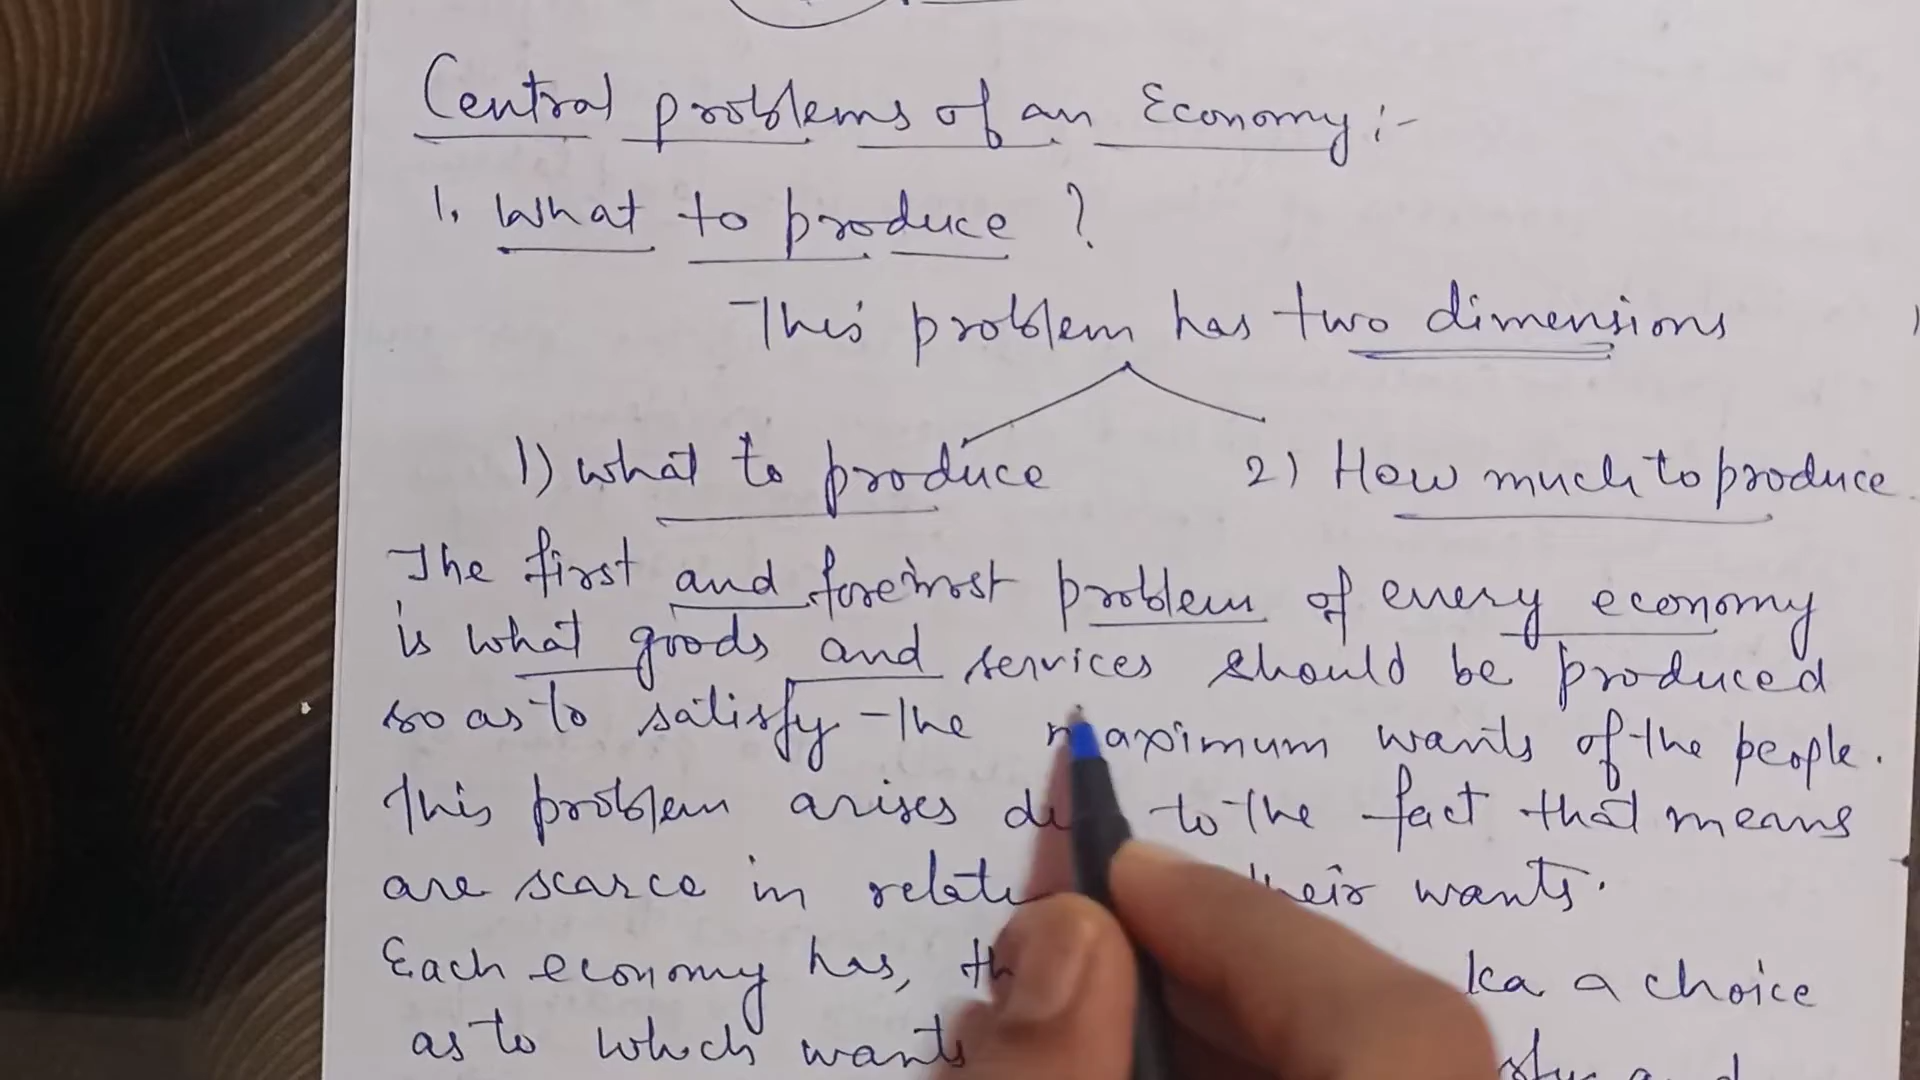 Central problems of an Economy:-
1. What to produce ?
This problem has two dimensions
1) what to produce 2) How much to produce.
The first and foremost problem of every economy
is what goods and services should be produced
so as to satisfy the maximum wants of the people.
This problem arises to the fact that means
are scarce in wants.
Each economy has, a choice
as to which wants and